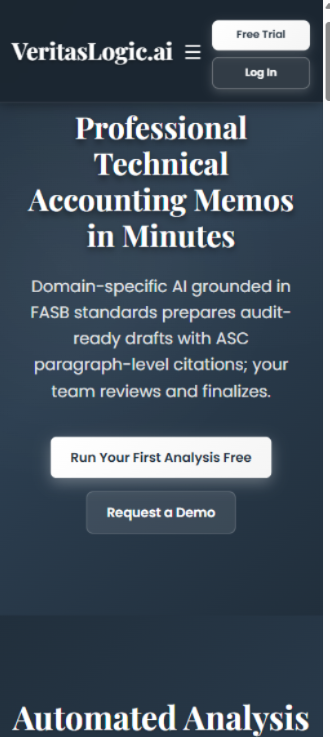 VeritasLogic.ai
Free Trial
Log In
Professional
Technical
Accounting Memos
in Minutes
Domain-specific AI grounded in
FASB standards prepares audit-
ready drafts with ASC
paragraph-level citations; your
team reviews and finalizes.
Run Your First Analysis Free
Request a Demo
Automated Analysis